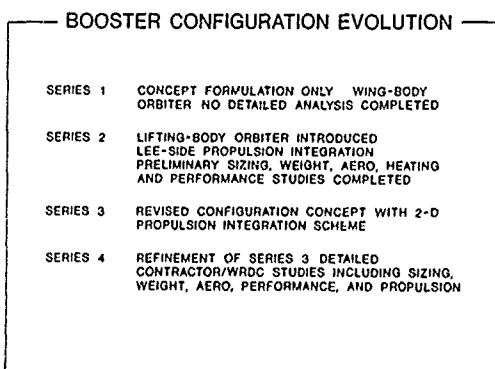 BOOSTER CONFIGURATION EVOLUTION
SERIES 1 CONCEPT FORMULATION ONLY WING-BODY
ORBITER NO DETAILED ANALYSIS COMPLETED
SERIES 2 LIFTING-BODY ORBITER INTRODUCED
LEE-SIDE PROPULSION INTEGRATION
PRELIMINARY SIZING, WEIGHT, AERO, HEATING
AND PERFORMANCE STUDIES COMPLETED
SERIES 3 REVISED CONFIGURATION CONCEPT WITH 2-D
PROPULSION INTEGRATION SCHEME
SERIES 4 REFINEMENT OF SERIES 3 DETAILED
CONTRACTOR/WRDC STUDIES INCLUDING SIZING,
WEIGHT, AERO, PERFORMANCE, AND PROPULSION